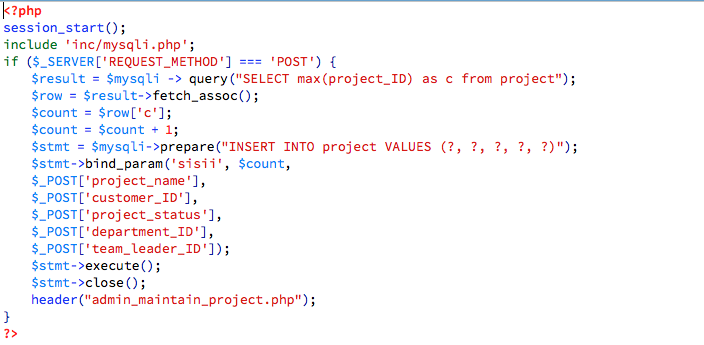 <?php
session_start();
include 'inc/mysqli.php';
if ($_SERVER['REQUEST_METHOD'] === 'POST') {
$result = $mysqli -> query("SELECT max(project_ID) as c from project");
$row = $result->fetch_assoc();
$count = $row['c'];
$count = $count + 1;
$stmt = $mysqli->prepare("INSERT INTO project VALUES (?, ?, ?, ?, ?)");
$stmt->bind_param('sisii', $count,
$_POST['project_name'],
$_POST['customer_ID'],
$_POST['project_status'],
$_POST['department_ID'],
$_POST['team_leader_ID']);
$stmt->execute();
$stmt->close();
header("admin_maintain_project.php");
}
?>